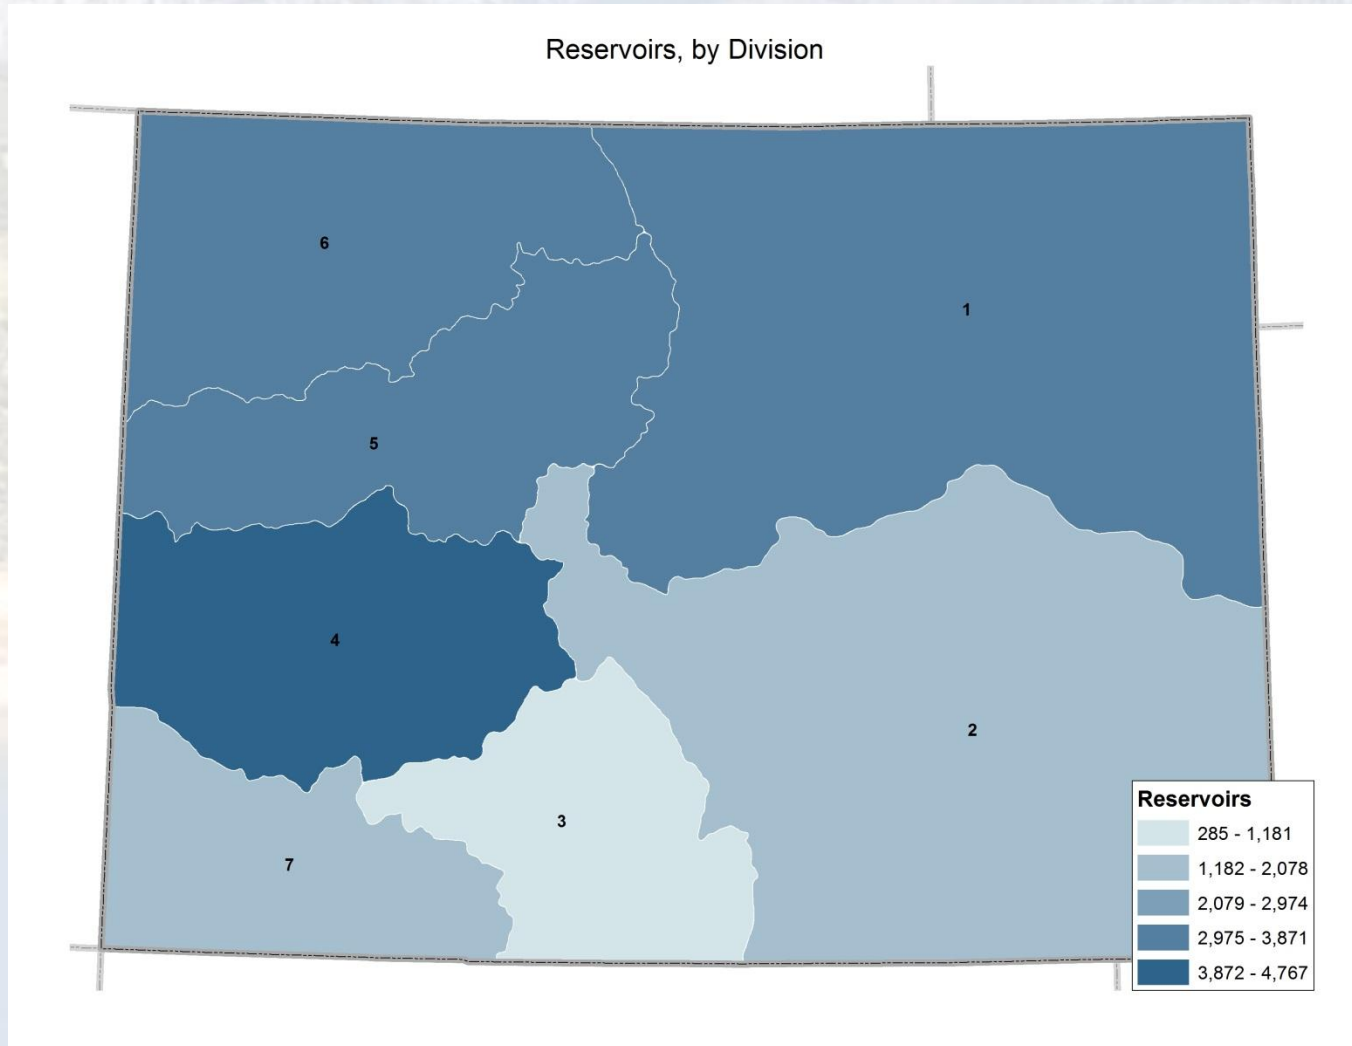 Reservoirs, by Division
6
1
5
4
2
3
7
Reservoirs
285 - 1,181
1,182 - 2,078
2,079 - 2,974
2,975 - 3,871
3,872 - 4,767